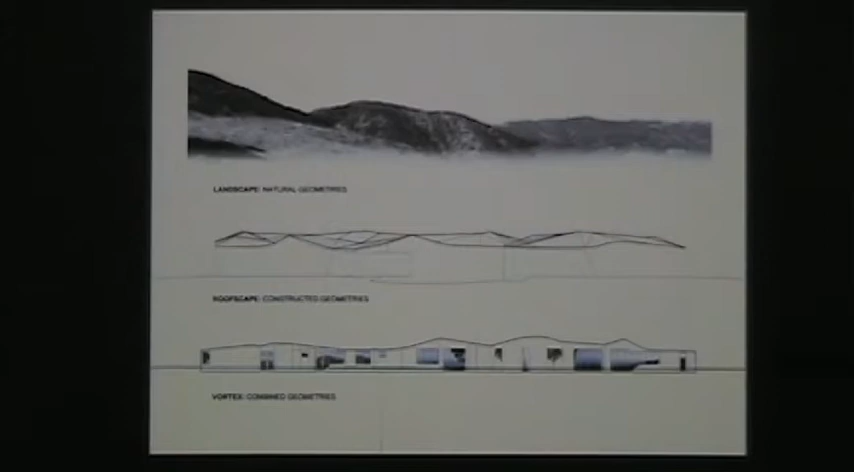 LANDSCAPE: NATURAL GEOMETRIES
ROOFSCAPE: CONSTRUCTED GEOMETRIES
VORTEX: COMBINED GEOMETRIES